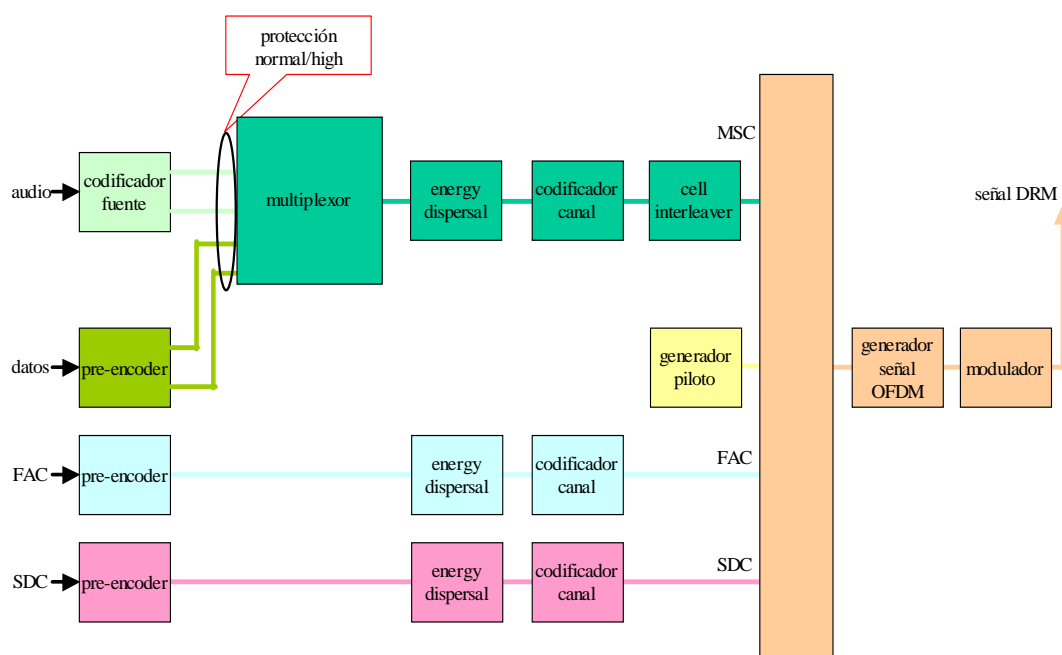 protección
normal/high
MSC
audio
codificador
fuente
multiplexor
energy
dispersal
codificador
canal
cell
interleaver
señal DRM
datos
pre-encoder
generador
piloto
generador
señal
OFDM
modulador
FAC
pre-encoder
energy
dispersal
codificador
canal
FAC
SDC
pre-encoder
energy
dispersal
codificador
canal
SDC